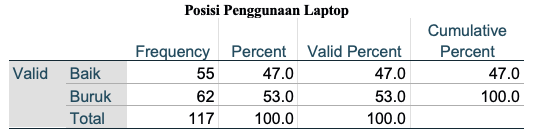 Posisi Penggunaan Laptop
Frequency Percent Valid Percent Cumulative Percent
Valid Baik 55 47.0 47.0 47.0
Buruk 62 53.0 53.0 100.0
Total 117 100.0 100.0